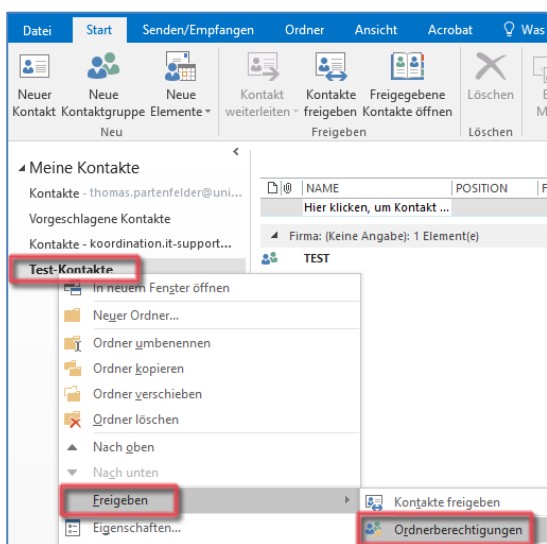 Datei Start Senden/Empfangen Ordner Ansicht Acrobat Was
Neuer Neue Neue Kontakt Kontakte Freigegebene Löschen
Kontakt Kontaktgruppe Elemente weiterleiten freigeben Kontakte öffnen
Neu Freigeben Löschen
Meine Kontakte
Kontakte - thomas.partenfelder@uni...
NAME POSITION
Vorgeschlagene Kontakte
Hier klicken, um Kontakt ...
Kontakte - koordination.it-support...
Firma: (Keine Angabe): 1 Element(e)
Test-Kontakte
TEST
In neuem Fenster öffnen
Neuer Ordner...
Ordner umbenennen
Ordner kopieren
Ordner verschieben
Ordner löschen
Nach oben
Nach unten
Freigeben
Kontakte freigeben
Eigenschaften...
Ordnerberechtigungen